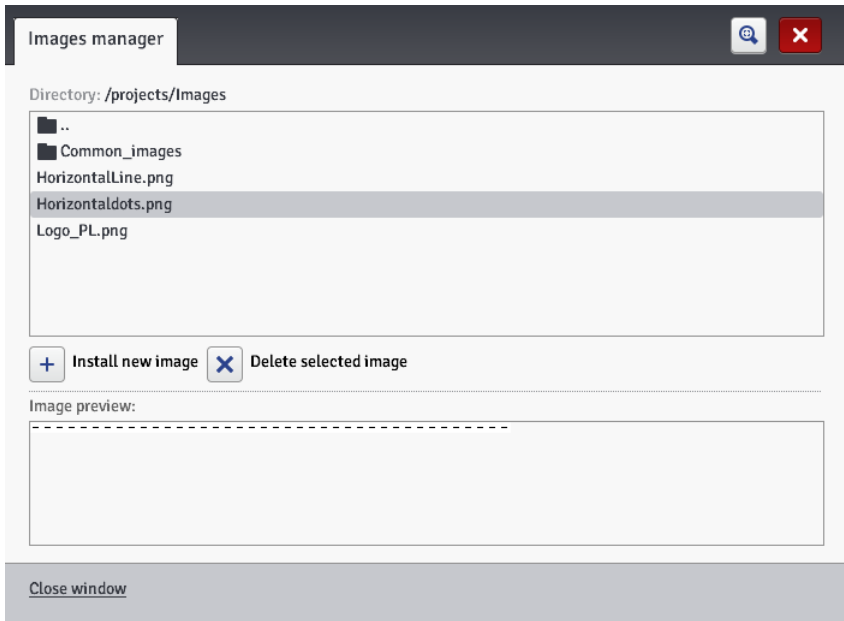 Images manager
Directory: /projects/Images
..
Common_images
HorizontalLine.png
Horizontaldots.png
Logo_PL.png
Install new image Delete selected image
Image preview:
Close window